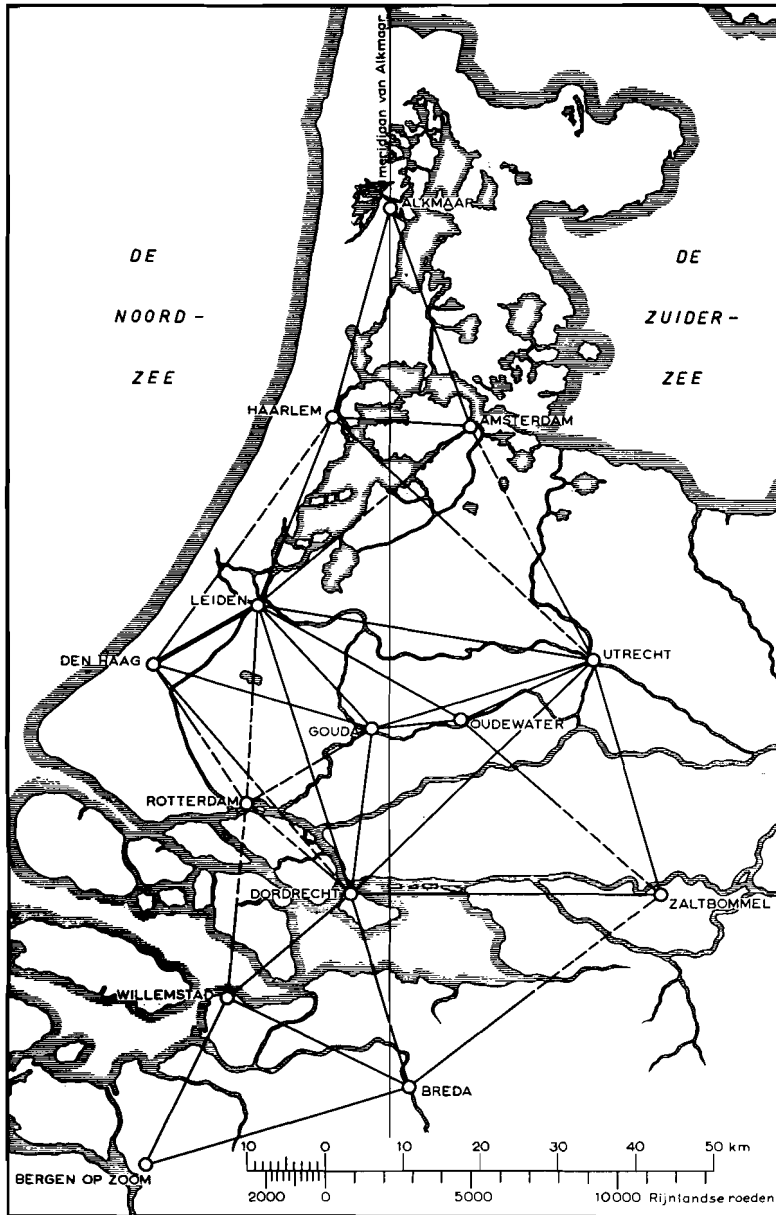 meridiaan van Alkmaar
ALKMAAR
DE
NOORD-
ZEE
DE
ZUIDER-
ZEE
HAARLEM
AMSTERDAM
LEIDEN
DEN HAAG
UTRECHT
GOUDA
OUDEWATER
ROTTERDAM
DORDRECHT
ZALTBOMMEL
WILLEMSTAD
BREDA
BERGEN OP ZOOM
10 0 10 20 30 40 50 km
2000 0 5000 10000 Rijnlandse roeden